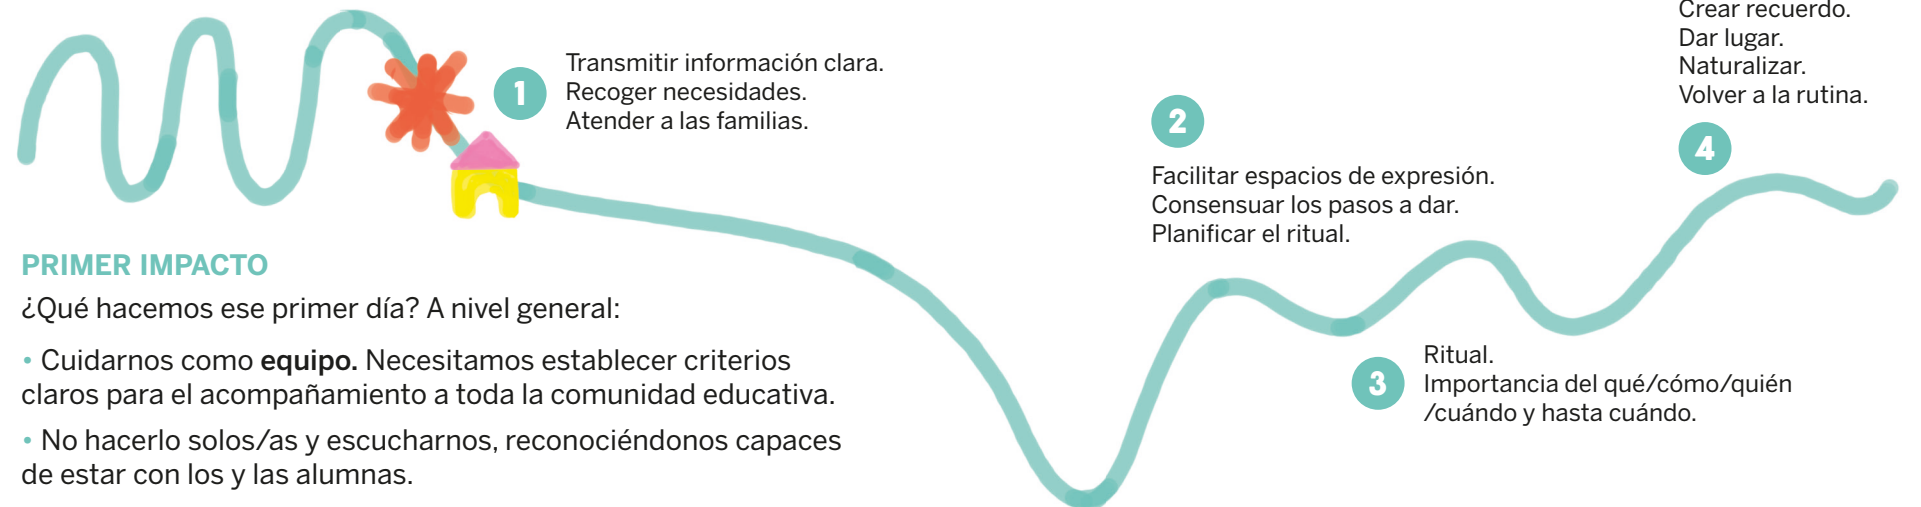 1
Transmitir información clara.
Recoger necesidades.
Atender a las familias.
PRIMER IMPACTO
¿Qué hacemos ese primer día? A nivel general:
• Cuidarnos como equipo. Necesitamos establecer criterios
claros para el acompañamiento a toda la comunidad educativa.
• No hacerlo solos/as y escucharnos, reconociéndonos capaces
de estar con los y las alumnas.
2
Facilitar espacios de expresión.
Consensuar los pasos a dar.
Planificar el ritual.
3
Ritual.
Importancia del qué/cómo/quién
/cuándo y hasta cuándo.
Crear recuerdo.
Dar lugar.
Naturalizar.
Volver a la rutina.
4